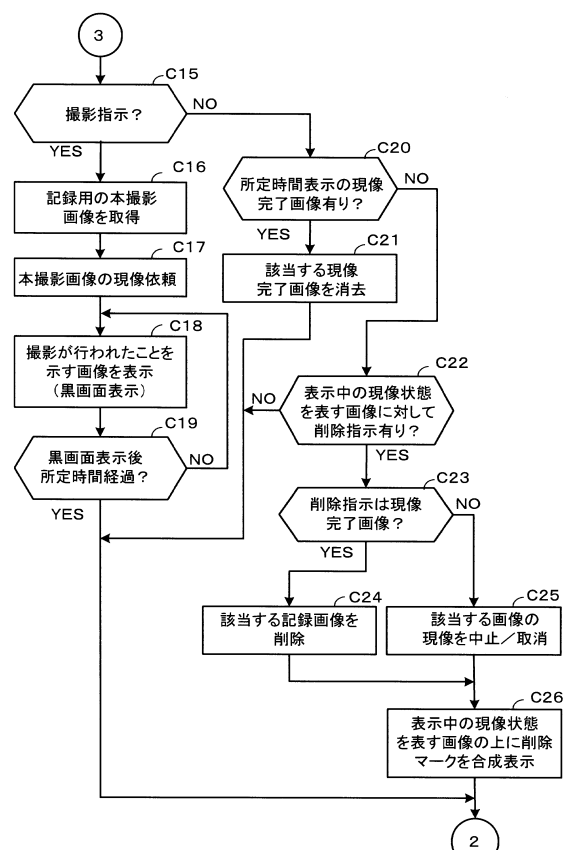 3
C15
撮影指示？
NO
YES
C16
記録用の本撮影
画像を取得
C17
本撮影画像の現像依頼
C18
撮影が行われたことを
示す画像を表示
（黒画面表示）
C19
黒画面表示後
所定時間経過？
NO
YES
C20
所定時間表示の現像
完了画像有り？
NO
YES
C21
該当する現像
完了画像を消去
C22
表示中の現像状態
を表す画像に対して
削除指示有り？
NO
YES
C23
削除指示は現像
完了画像？
NO
YES
C24
該当する記録画像を
削除
C25
該当する画像の
現像を中止／取消
C26
表示中の現像状態
を表す画像の上に削除
マークを合成表示
2